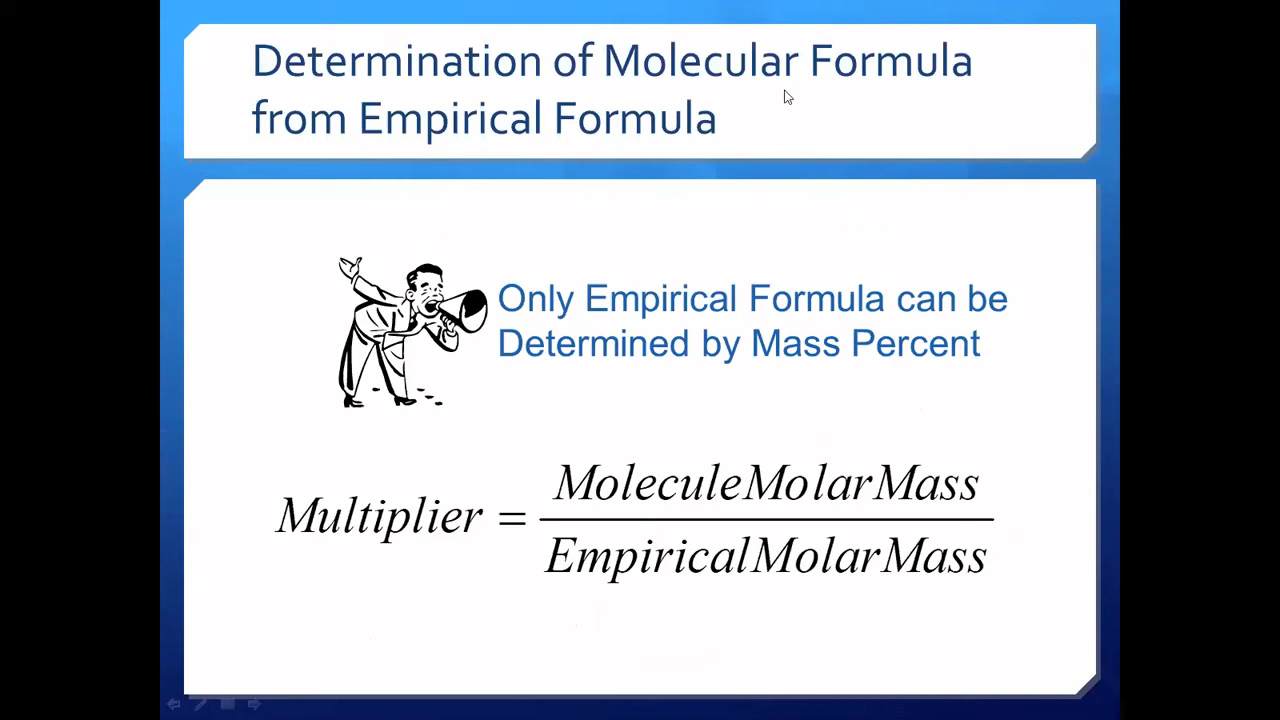 Determination of Molecular Formula
from Empirical Formula
Only Empirical Formula can be
Determined by Mass Percent
Multiplier = MoleculeMolarMass
EmpiricalMolarMass